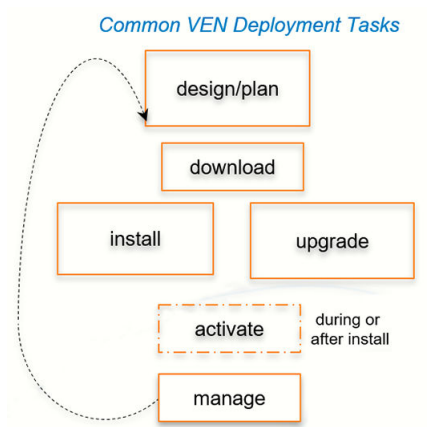 Common VEN Deployment Tasks
design/plan
download
install
upgrade
activate
during or
after install
manage